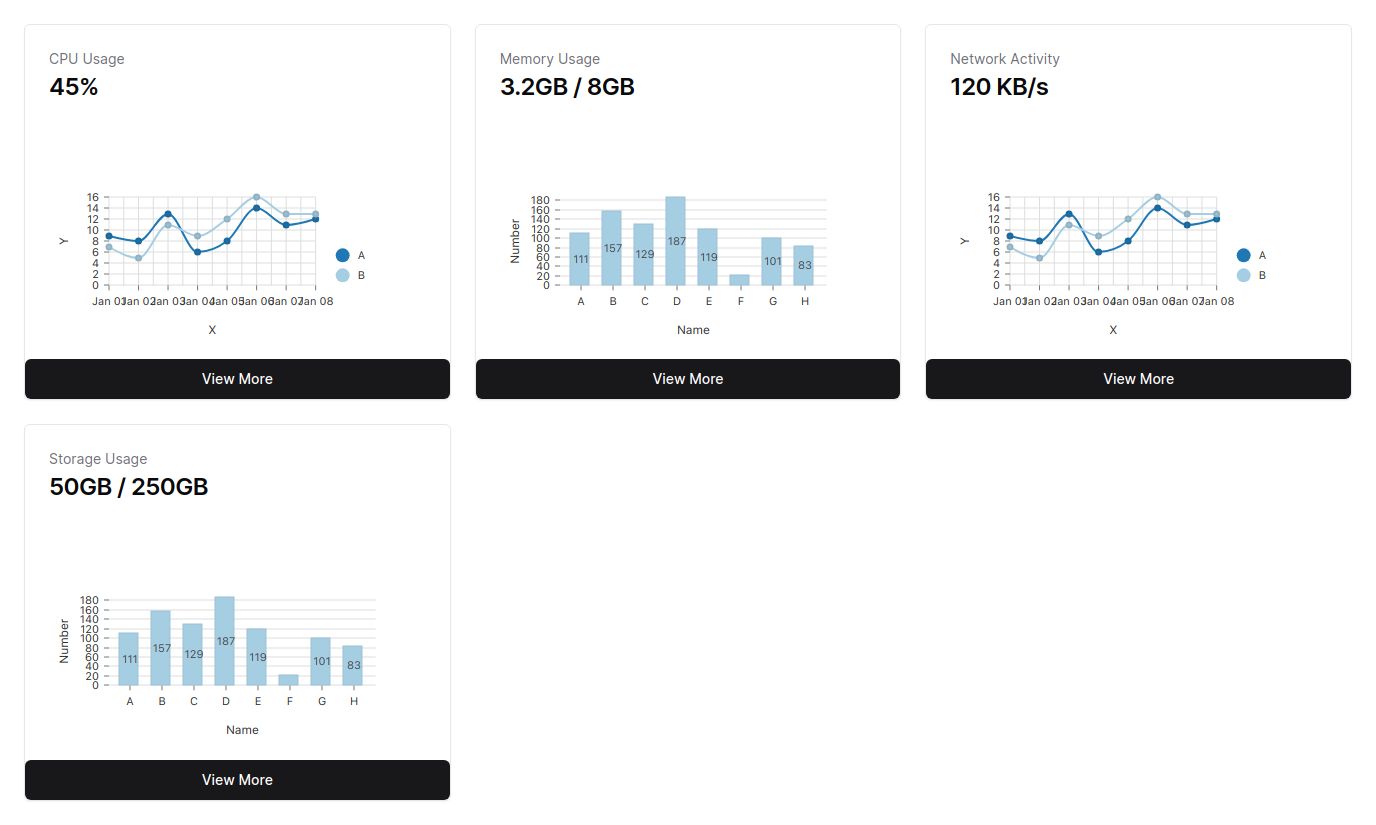 CPU Usage
45%
16
14
12
10
8
6
4
2
0
Y
Jan 01 Jan 02 Jan 03 Jan 04 Jan 05 Jan 06 Jan 07 Jan 08
X
A
B
View More
Memory Usage
3.2GB / 8GB
180
160
140
120
100
80
60
40
20
0
Number
111 157 129 187 119 101 83
A B C D E F G H
Name
View More
Network Activity
120 KB/s
16
14
12
10
8
6
4
2
0
Y
Jan 01 Jan 02 Jan 03 Jan 04 Jan 05 Jan 06 Jan 07 Jan 08
X
A
B
View More
Storage Usage
50GB / 250GB
180
160
140
120
100
80
60
40
20
0
Number
111 157 129 187 119 101 83
A B C D E F G H
Name
View More